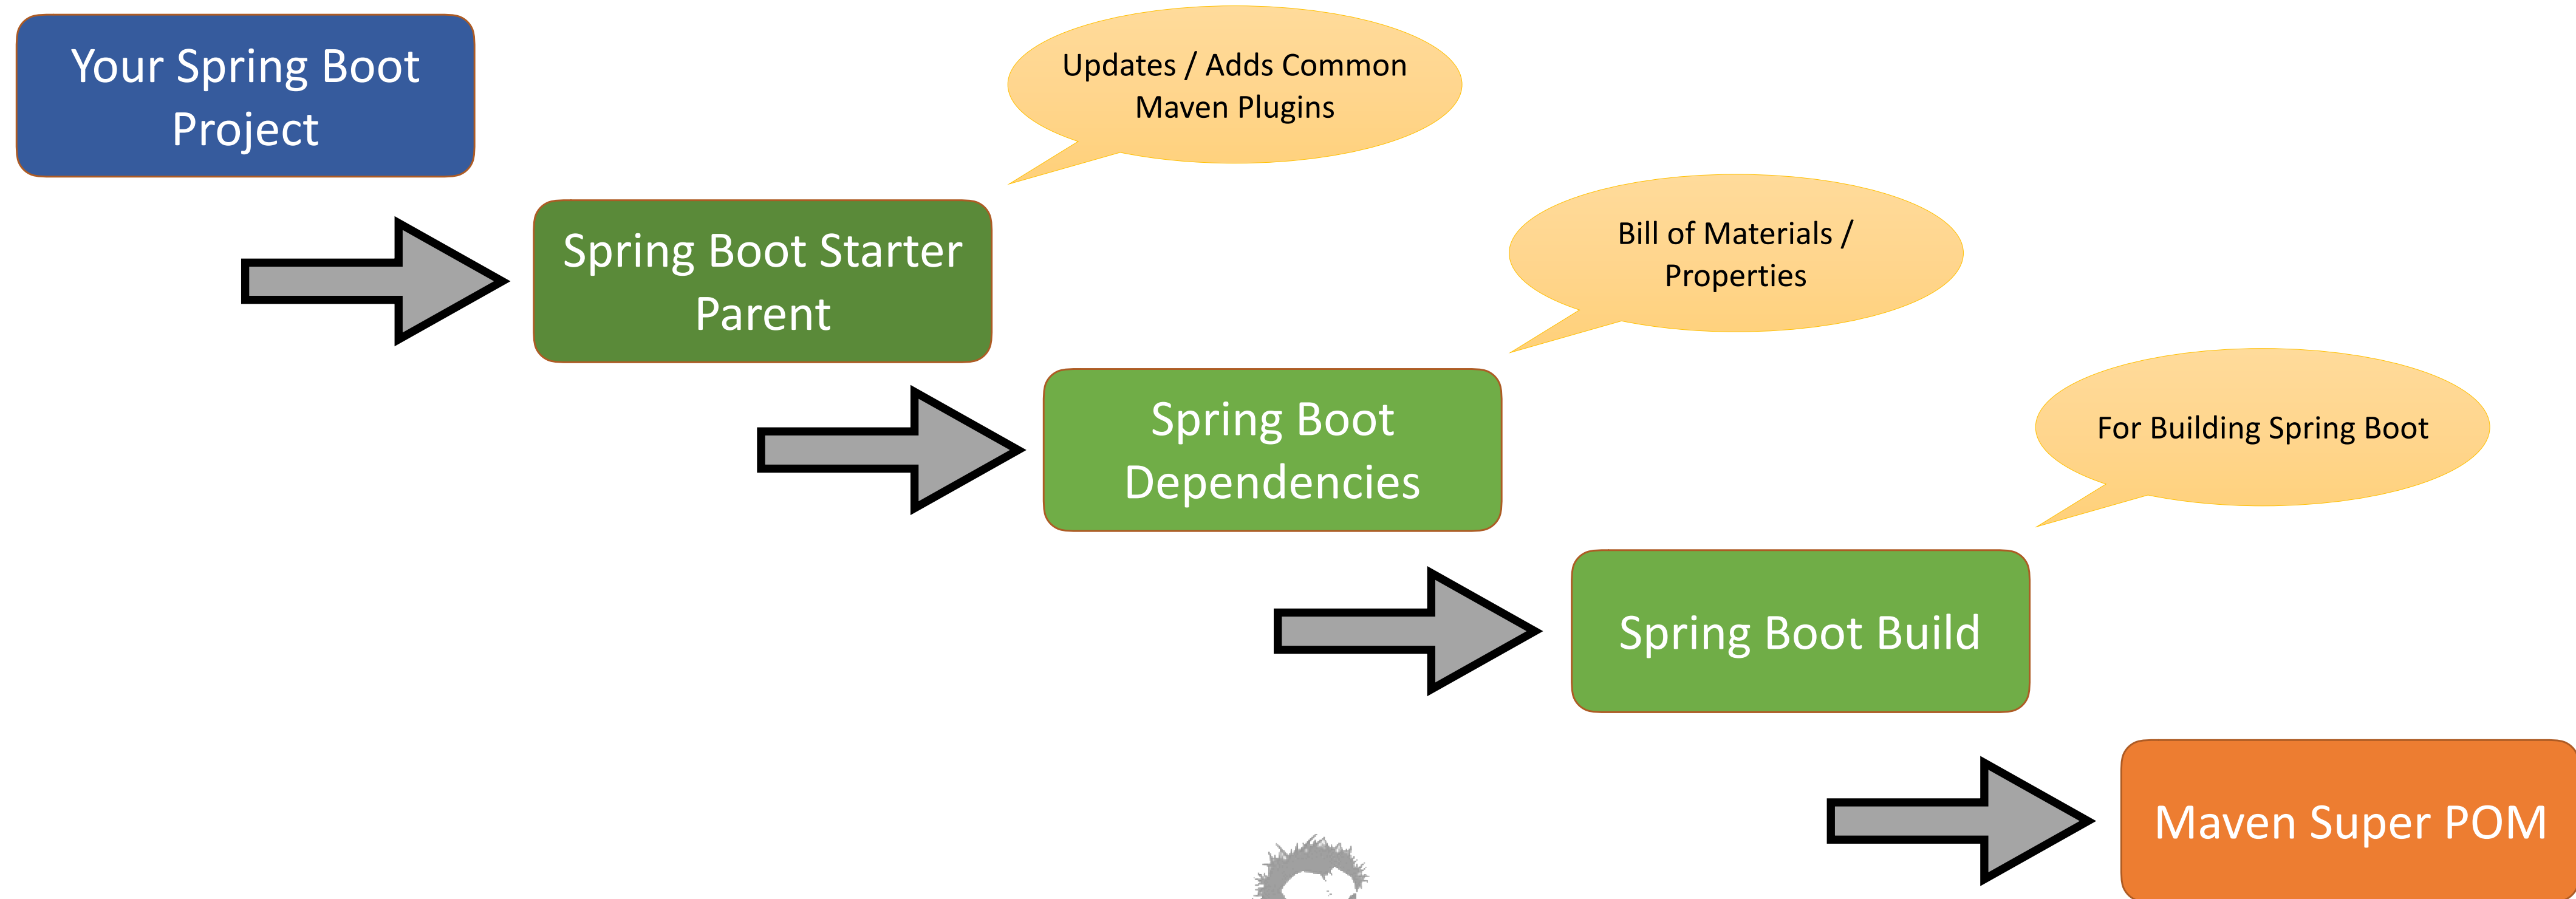 Your Spring Boot
Project
Updates / Adds Common
Maven Plugins
Spring Boot Starter
Parent
Bill of Materials /
Properties
Spring Boot
Dependencies
For Building Spring Boot
Spring Boot Build
Maven Super POM